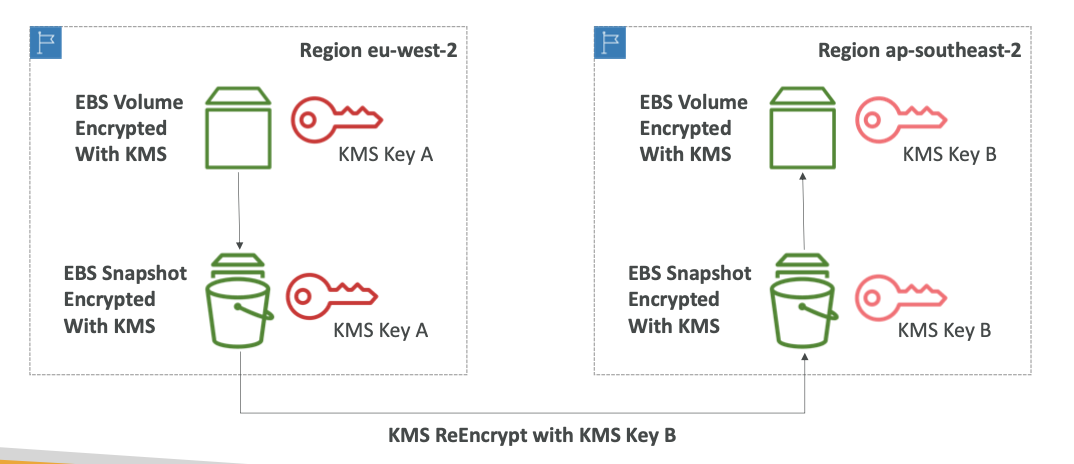 Region eu-west-2
EBS Volume
Encrypted
With KMS
KMS Key A
EBS Snapshot
Encrypted
With KMS
KMS Key A
Region ap-southeast-2
EBS Volume
Encrypted
With KMS
KMS Key B
EBS Snapshot
Encrypted
With KMS
KMS Key B
KMS ReEncrypt with KMS Key B